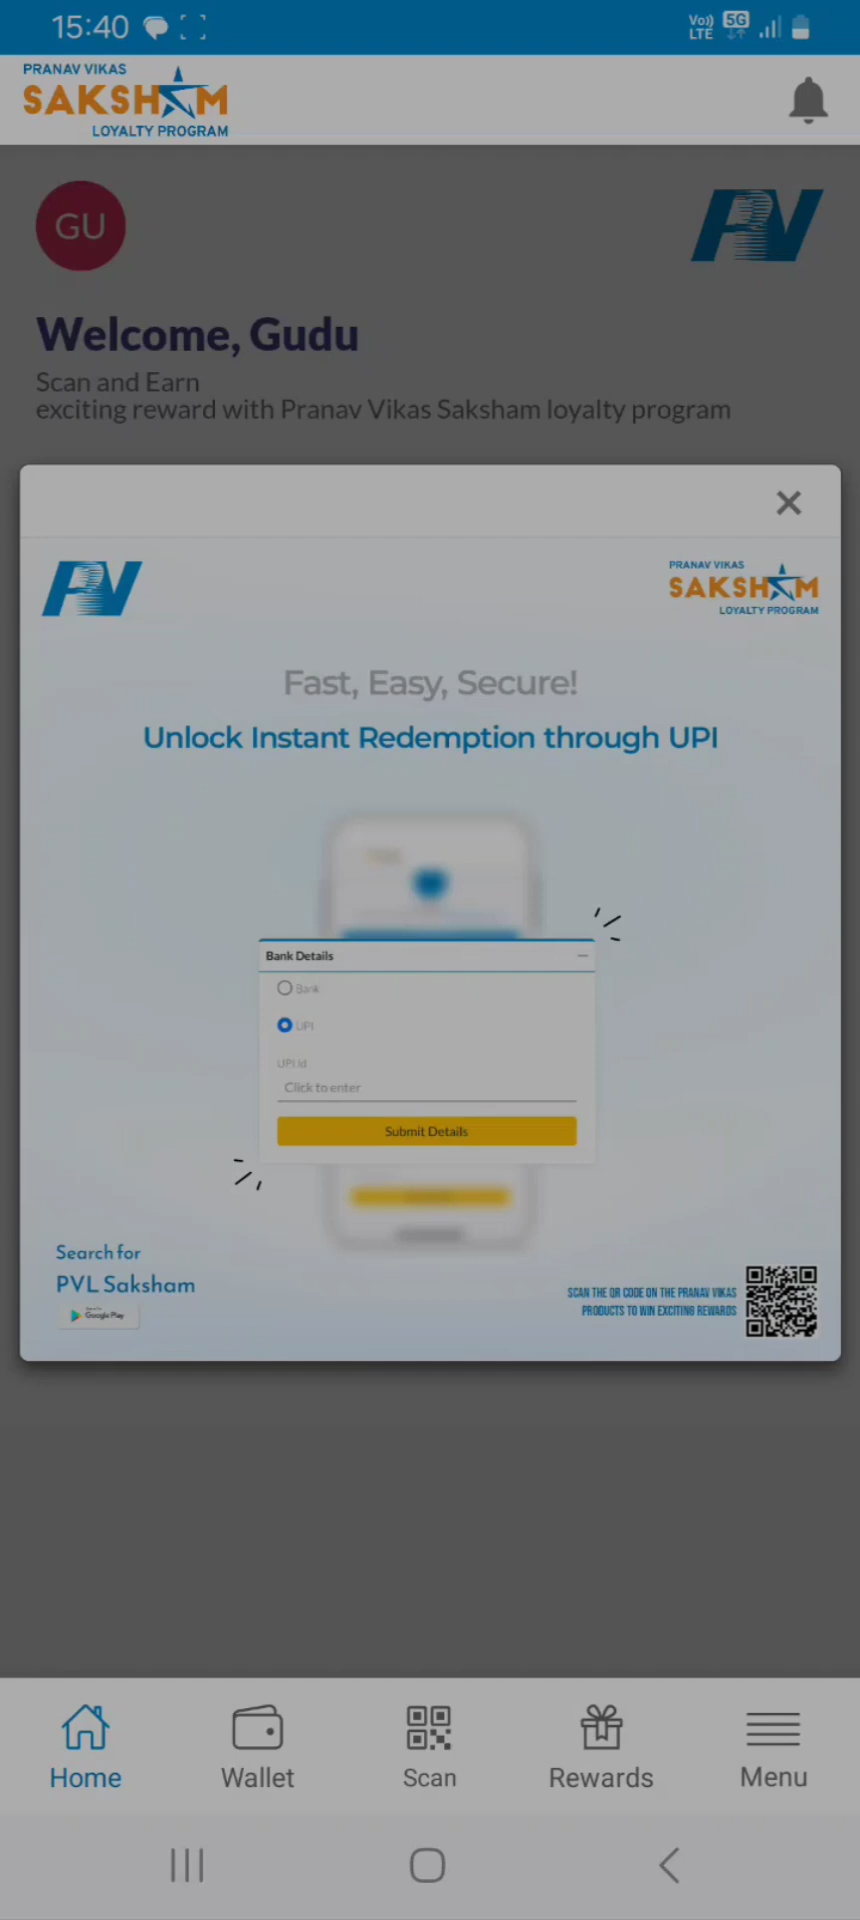 15:40
Vo)) LTE 5G
PRANAV VIKAS
SAKSHAM
LOYALTY PROGRAM
GU
PV
Welcome, Gudu
Scan and Earn
exciting reward with Pranav Vikas Saksham loyalty program
PV
PRANAV VIKAS
SAKSHAM
LOYALTY PROGRAM
Fast, Easy, Secure!
Unlock Instant Redemption through UPI
Bank Details
Bank
UPI
UPI Id
Click to enter
Submit Details
Search for
PVL Saksham
Google Play
SCAN THE QR CODE ON THE PRANAV VIKAS
PRODUCTS TO WIN EXCITING REWARDS
Home
Wallet
Scan
Rewards
Menu